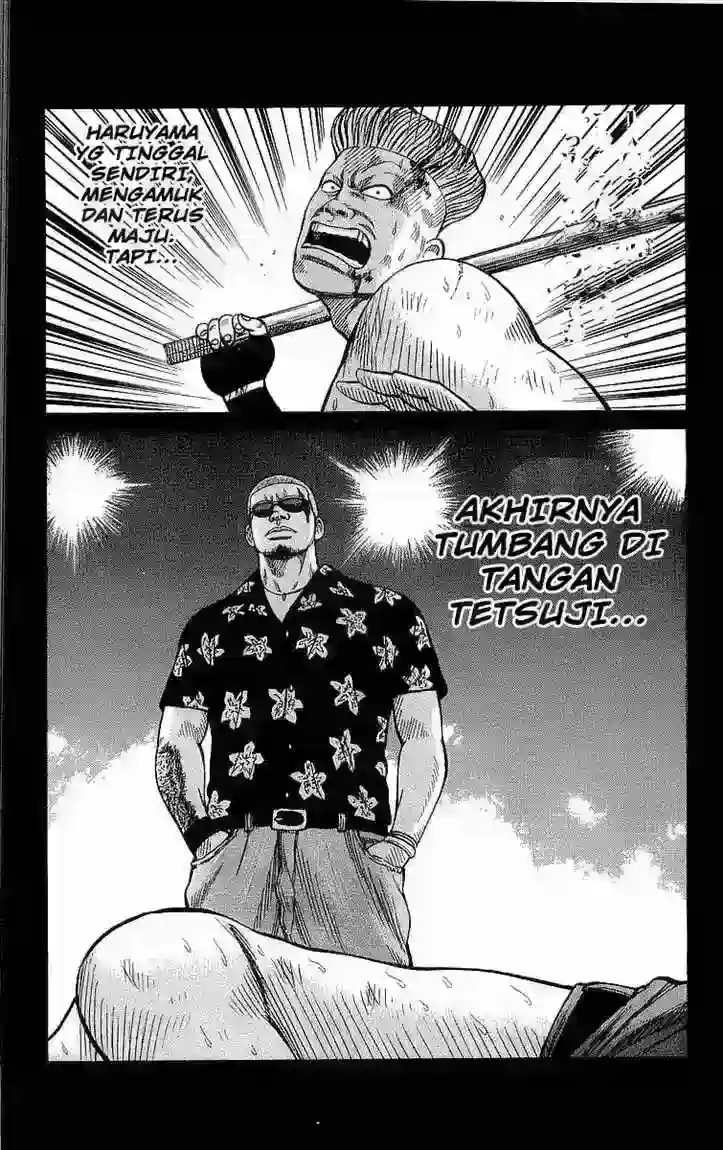 HARUYAMA
YG TINGGAL
SENDIRI,
MENGAMUK
DAN TERUS
MAJU.
TAPI...
AKHIRNYA
TUMBANG DI
TANGAN
TETSUJI...